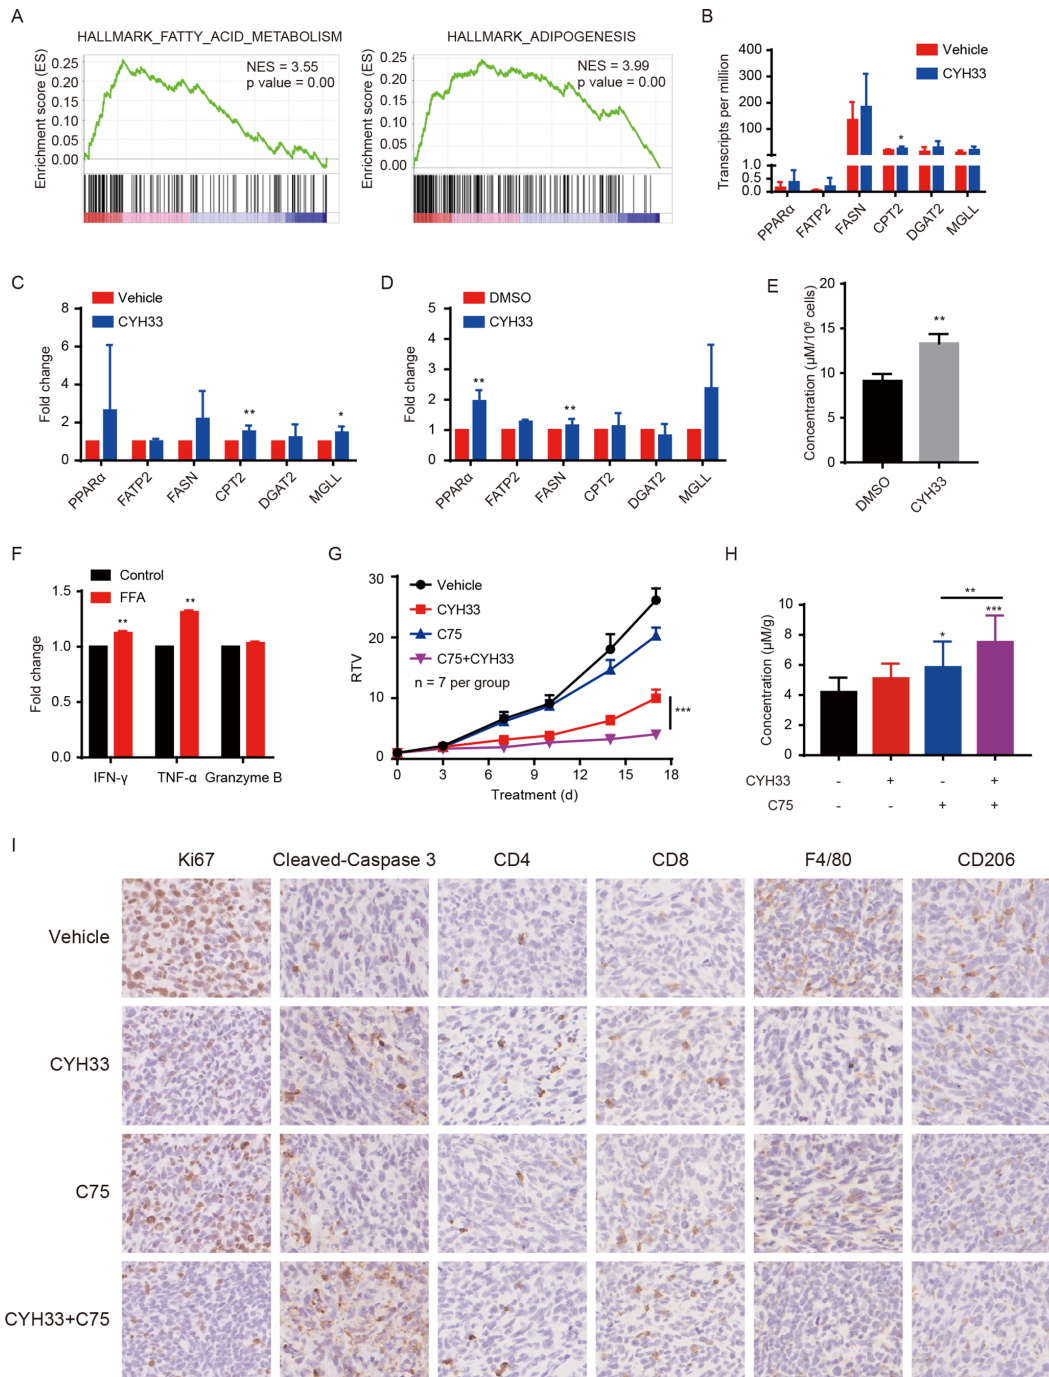 A
HALLMARK_FATTY_ACID_METABOLISM
Enrichment score (ES)
0.25
0.20
0.15
0.10
0.05
0.00
NES = 3.55
p value = 0.00
HALLMARK_ADIPOGENESIS
Enrichment score (ES)
0.25
0.20
0.15
0.10
0.05
0.00
NES = 3.99
p value = 0.00
B
Transcripts per million
400
300
200
100
1.0
0.5
0.0
Vehicle
CYH33
*
PPARα
FATP2
FASN
CPT2
DGAT2
MGLL
C
Fold change
8
6
4
2
0
Vehicle
CYH33
**
*
PPARα
FATP2
FASN
CPT2
DGAT2
MGLL
D
Fold change
5
4
3
2
1
0
DMSO
CYH33
**
**
PPARα
FATP2
FASN
CPT2
DGAT2
MGLL
E
Concentration (μM/10⁶ cells)
20
15
10
5
0
**
DMSO
CYH33
F
Fold change
1.5
1.0
0.5
0.0
Control
FFA
**
**
IFN-γ
TNF-α
Granzyme B
G
RTV
30
20
10
0
Vehicle
CYH33
C75
C75+CYH33
n = 7 per group
***
0
3
6
9
12
15
18
Treatment (d)
H
Concentration (μM/g)
10
8
6
4
2
0
**
*
***
CYH33 - + - +
C75 - - + +
I
Ki67
Cleaved-Caspase 3
CD4
CD8
F4/80
CD206
Vehicle
CYH33
C75
CYH33+C75